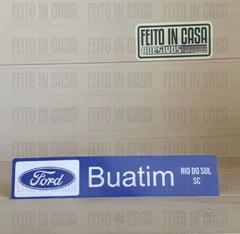 FEITO IN CASA
ADESIVOS
Ford
Buatim
RIO DO SUL
SC